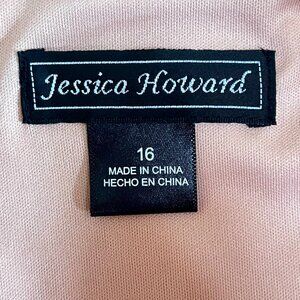 Jessica Howard
16
MADE IN CHINA
HECHO EN CHINA